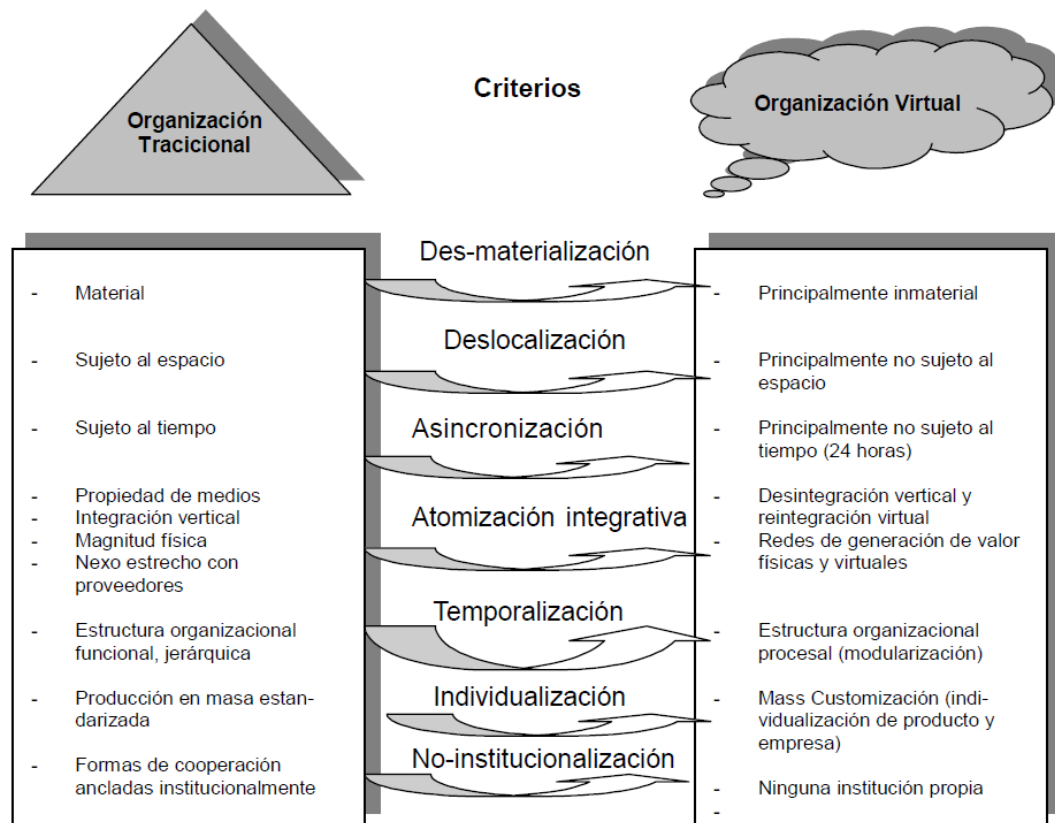 Organización
Tracicional
Criterios
Organización Virtual
Des-materialización
- Material
- Principalmente inmaterial
Deslocalización
- Sujeto al espacio
- Principalmente no sujeto al
espacio
Asincronización
- Sujeto al tiempo
- Principalmente no sujeto al
tiempo (24 horas)
Atomización integrativa
- Propiedad de medios
- Integración vertical
- Magnitud física
- Nexo estrecho con
proveedores
- Desintegración vertical y
reintegración virtual
- Redes de generación de valor
físicas y virtuales
Temporalización
- Estructura organizacional
funcional, jerárquica
- Estructura organizacional
procesal (modularización)
Individualización
- Producción en masa estan-
darizada
- Mass Customización (indi-
vidualización de producto y
empresa)
No-institucionalización
- Formas de cooperación
ancladas institucionalmente
- Ninguna institución propia
-